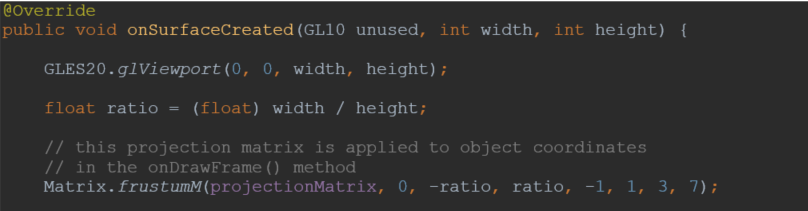 @Override
public void onSurfaceCreated(GL10 unused, int width, int height) {
GLES20.glViewport(0, 0, width, height);
float ratio = (float) width / height;
// this projection matrix is applied to object coordinates
// in the onDrawFrame() method
Matrix.frustumM(projectionMatrix, 0, -ratio, ratio, -1, 1, 3, 7);